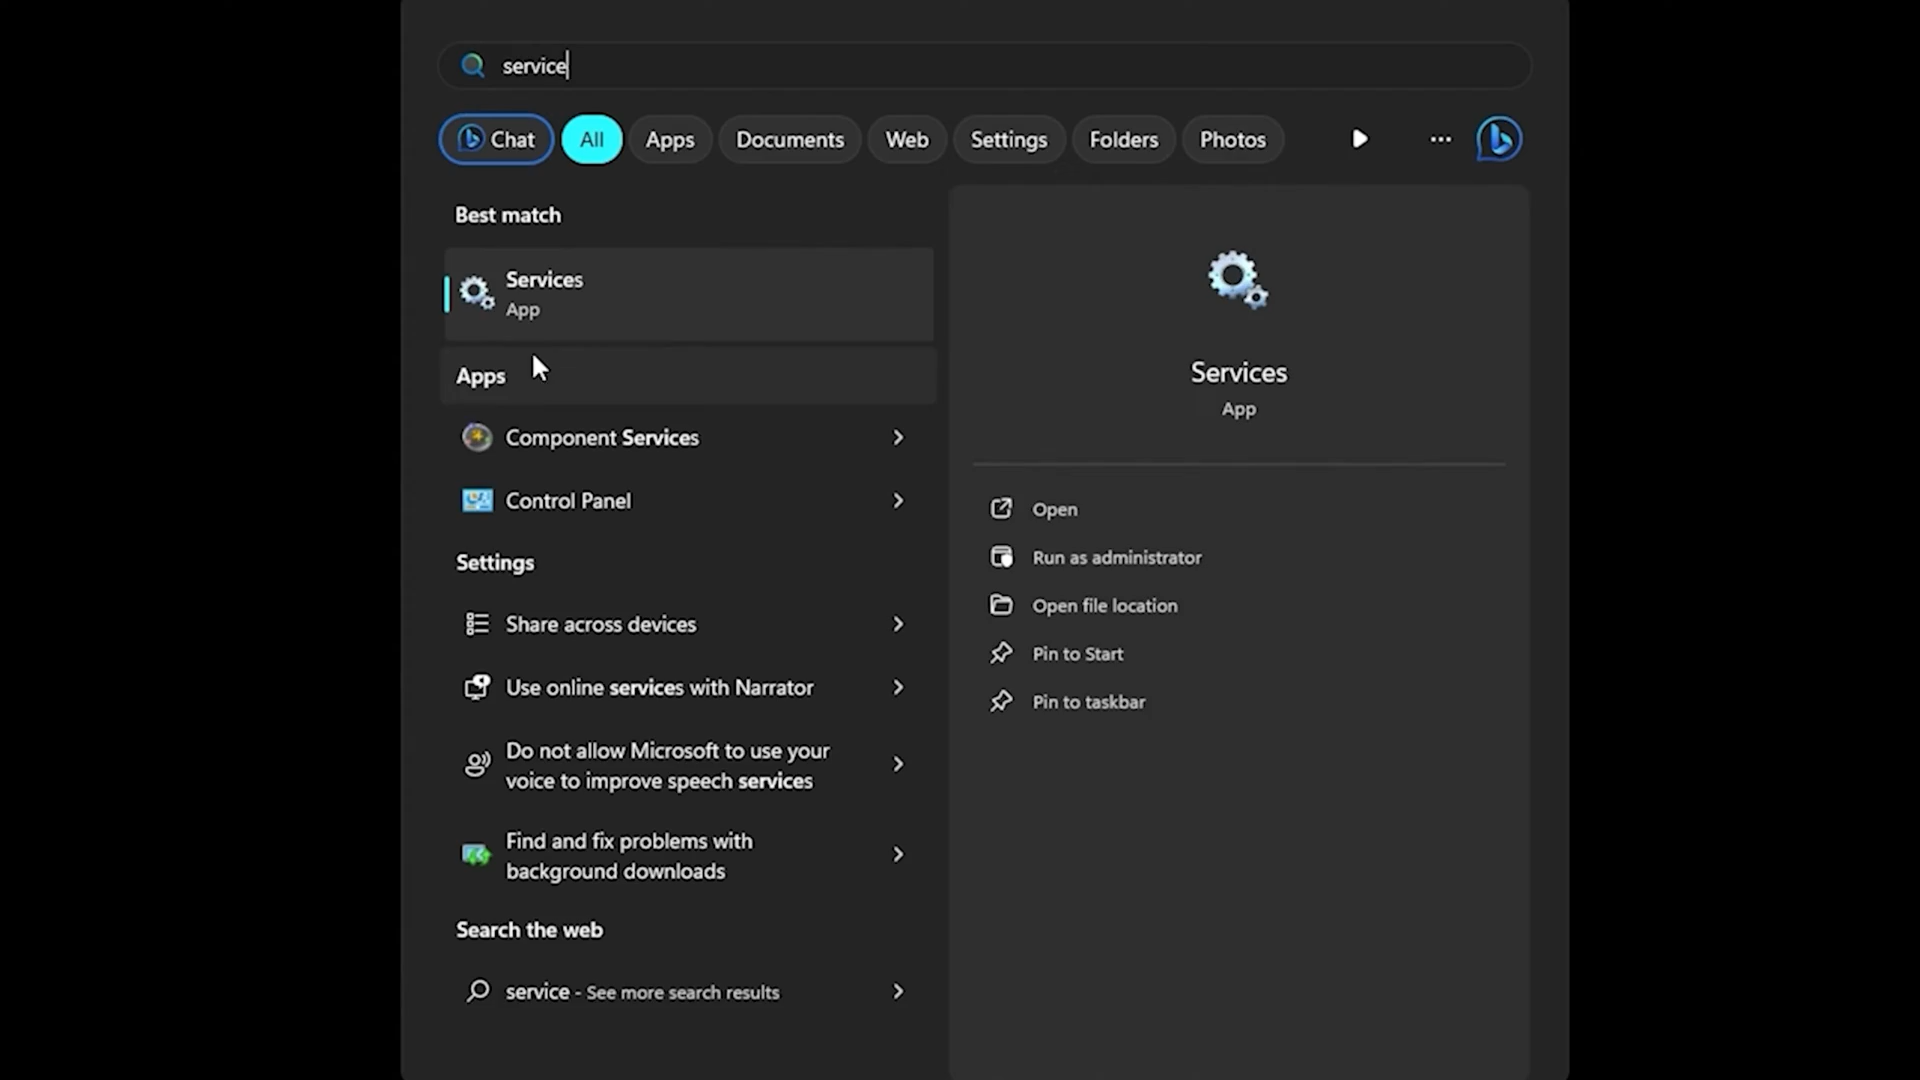 service
Chat
All
Apps
Documents
Web
Settings
Folders
Photos
Best match
Services
App
Apps
Component Services
Control Panel
Settings
Share across devices
Use online services with Narrator
Do not allow Microsoft to use your
voice to improve speech services
Find and fix problems with
background downloads
Search the web
service - See more search results
Services
App
Open
Run as administrator
Open file location
Pin to Start
Pin to taskbar